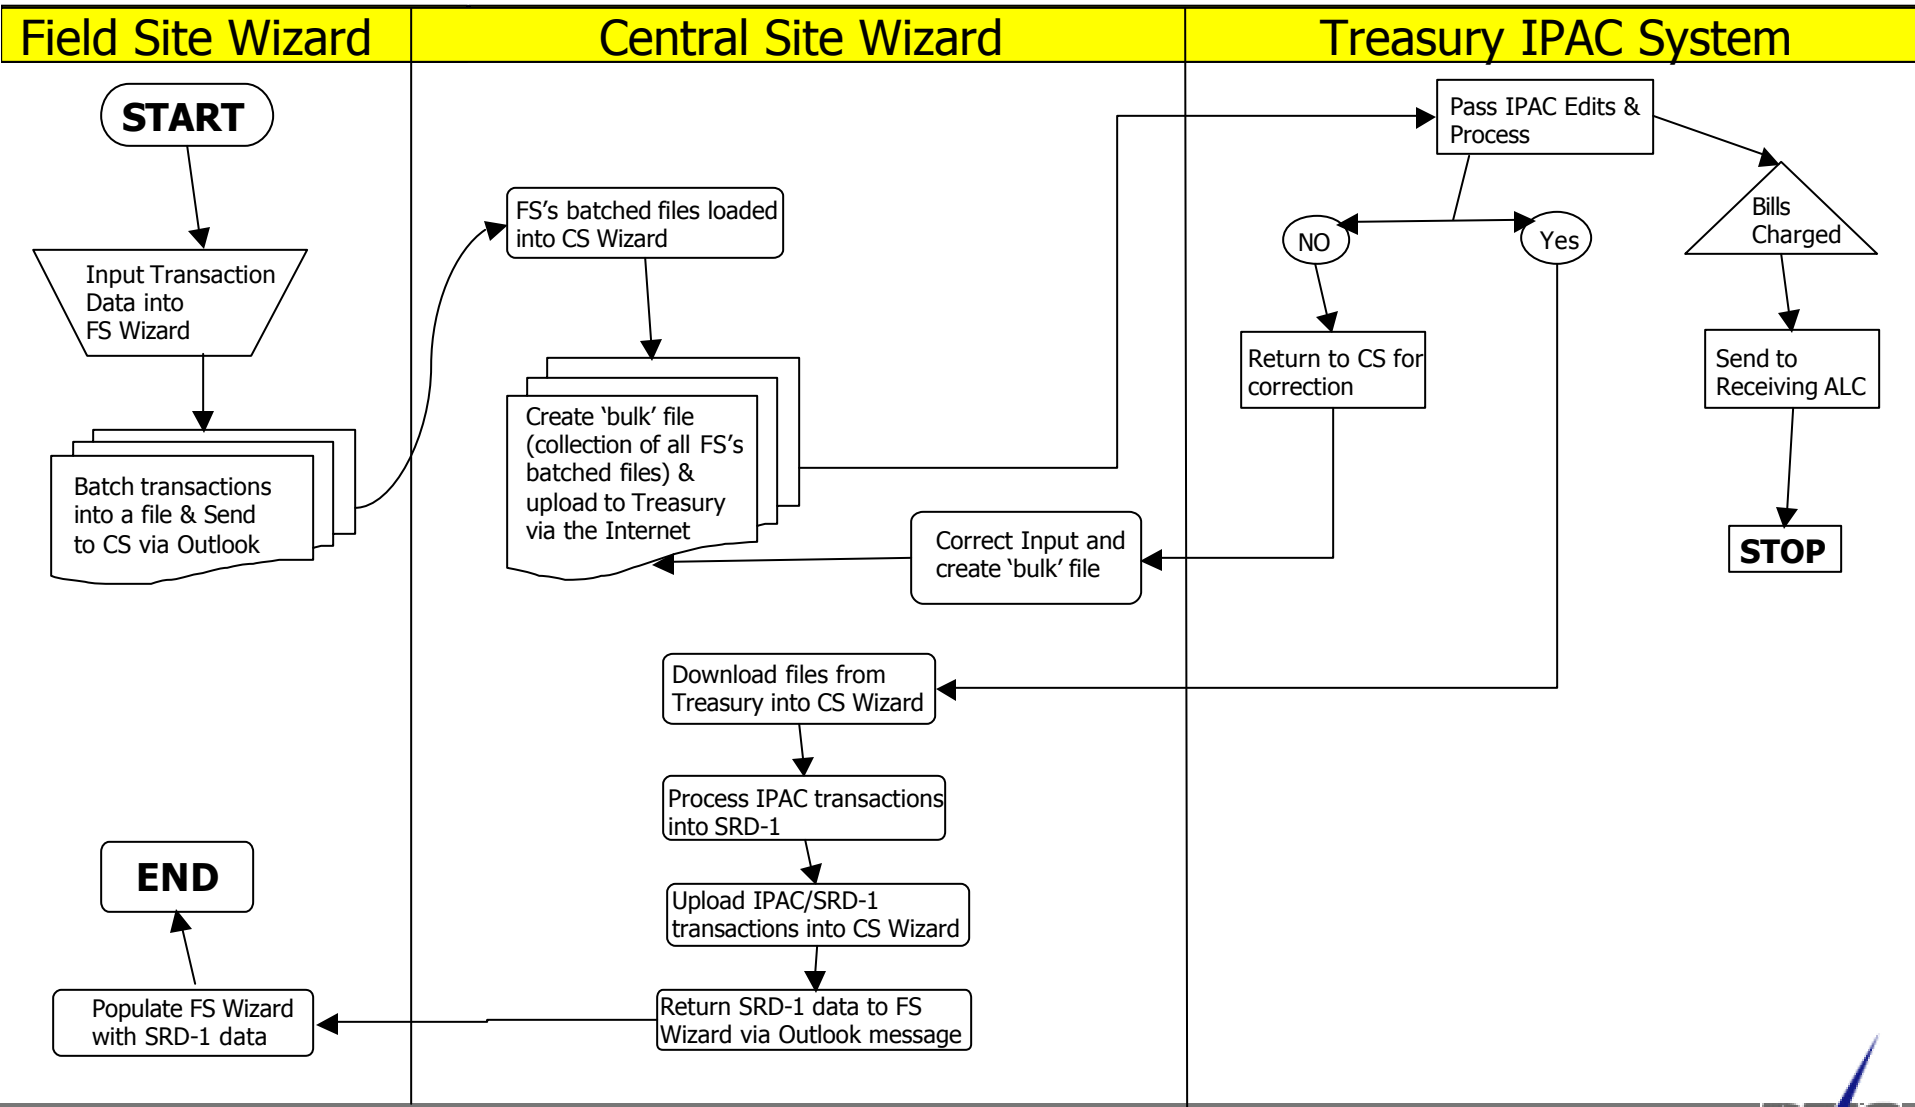 Field Site Wizard
Central Site Wizard
Treasury IPAC System
START
Input Transaction
Data into
FS Wizard
Batch transactions
into a file & Send
to CS via Outlook
FS’s batched files loaded
into CS Wizard
Create ‘bulk’ file
(collection of all FS’s
batched files) &
upload to Treasury
via the Internet
Pass IPAC Edits &
Process
NO
Yes
Bills
Charged
Return to CS for
correction
Send to
Receiving ALC
STOP
Correct Input and
create ‘bulk’ file
Download files from
Treasury into CS Wizard
Process IPAC transactions
into SRD-1
Upload IPAC/SRD-1
transactions into CS Wizard
Return SRD-1 data to FS
Wizard via Outlook message
Populate FS Wizard
with SRD-1 data
END